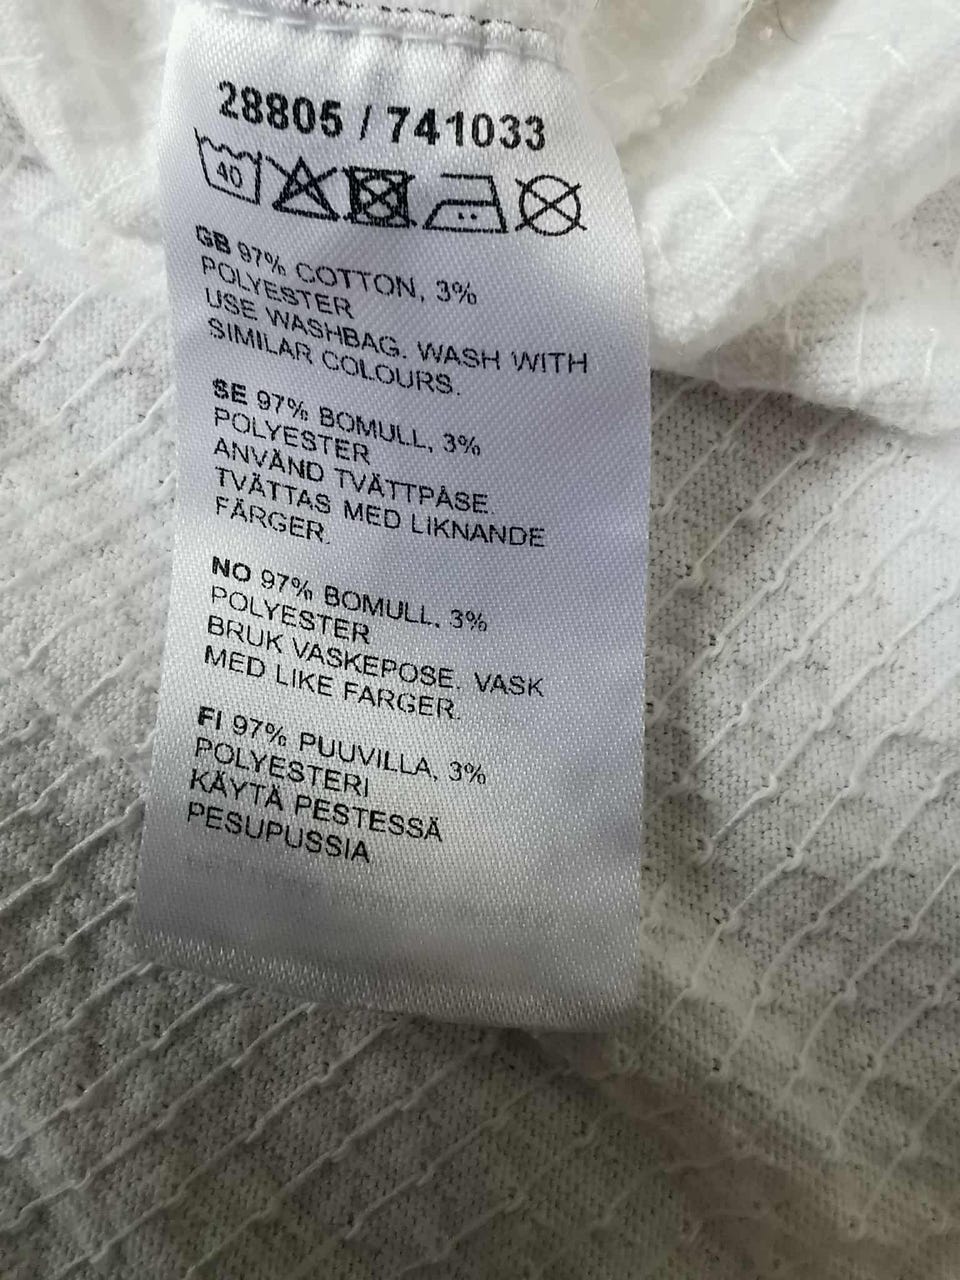 28805 / 741033
40
GB 97% COTTON, 3%
POLYESTER
USE WASHBAG. WASH WITH
SIMILAR COLOURS.
SE 97% BOMULL, 3%
POLYESTER
ANVÄND TVÄTTPÅSE.
TVÄTTAS MED LIKNANDE
FÄRGER.
NO 97% BOMULL, 3%
POLYESTER
BRUK VASKEPOSE. VASK
MED LIKE FARGER.
FI 97% PUUVILLA, 3%
POLYESTERI
KÄYTÄ PESTESSÄ
PESUPUSSIA